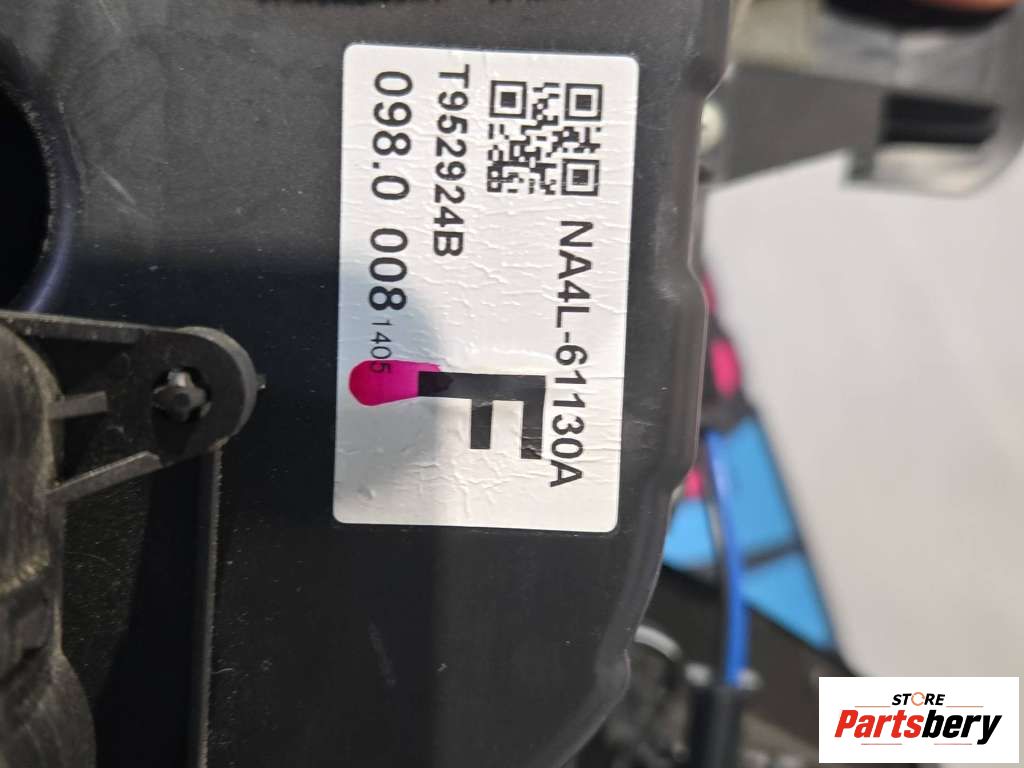 NA4L-61130A
T952924B
098.0 008 1405
F
STORE
Partsbery